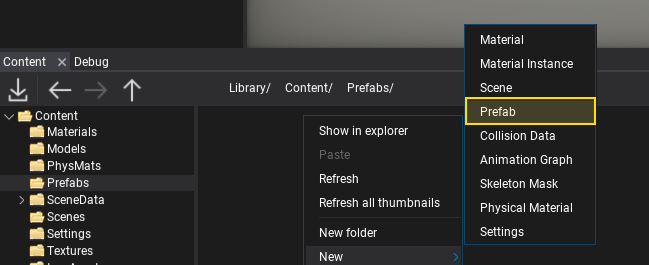 Content
Debug
Library/ Content/ Prefabs/
Content
Materials
Models
PhysMats
Prefabs
SceneData
Scenes
Settings
Textures
Show in explorer
Paste
Refresh
Refresh all thumbnails
New folder
New
Material
Material Instance
Scene
Prefab
Collision Data
Animation Graph
Skeleton Mask
Physical Material
Settings